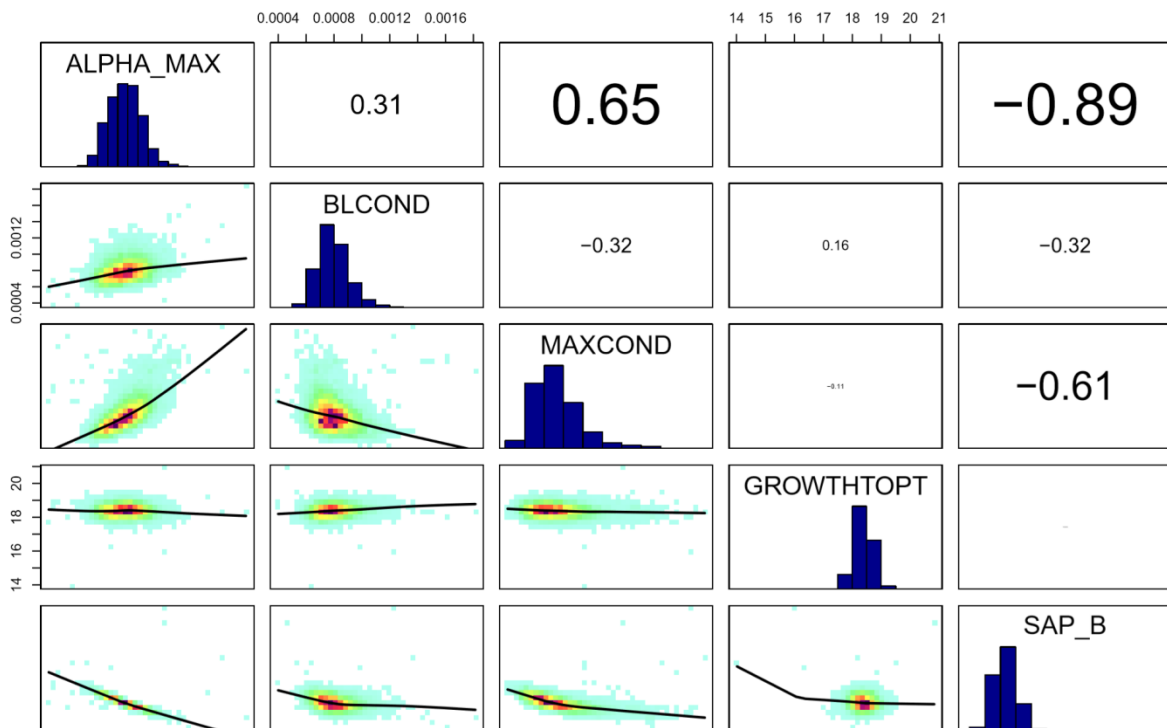 0.0004 0.0008 0.0012 0.0016 14 16 17 18 19 20 21
ALPHA_MAX 0.31 0.65 −0.89
0.0004 0.0012
BLCOND −0.32 0.16 −0.32
MAXCOND −0.11 −0.61
14 16 18 20
GROWTHTOPT
SAP_B